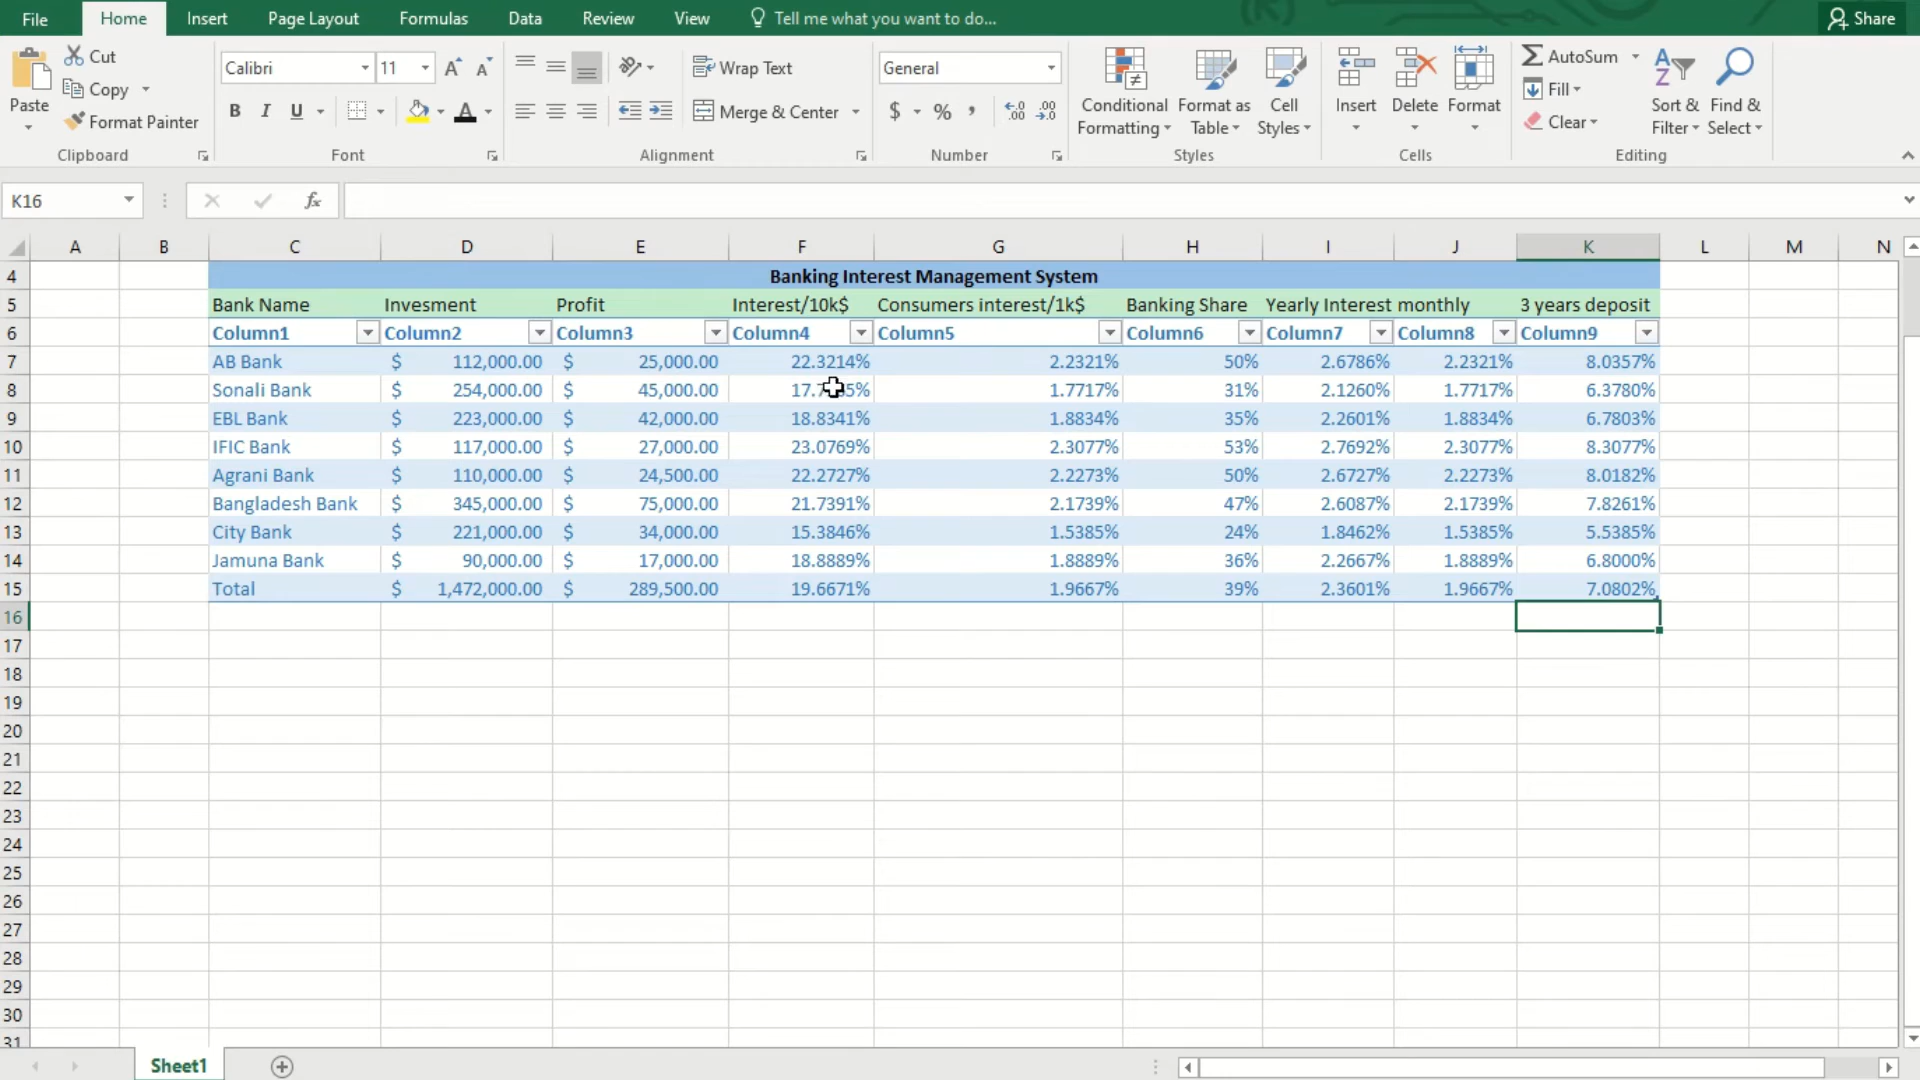 File Home Insert Page Layout Formulas Data Review View Tell me what you want to do... Share
Cut
Copy
Format Painter
Paste
Clipboard
Calibri 11
B I U
Font
Wrap Text
Merge & Center
Alignment
General
$ % ,
Number
Conditional Formatting
Format as Table
Cell Styles
Styles
Insert Delete Format
Cells
AutoSum
Fill
Clear
Sort & Filter
Find & Select
Editing
K16 fx
A B C D E F G H I J K L M N
4 Banking Interest Management System
5 Bank Name Invesment Profit Interest/10k$ Consumers interest/1k$ Banking Share Yearly Interest monthly 3 years deposit
6 Column1 Column2 Column3 Column4 Column5 Column6 Column7 Column8 Column9
7 AB Bank $ 112,000.00 $ 25,000.00 22.3214% 2.2321% 50% 2.6786% 2.2321% 8.0357%
8 Sonali Bank $ 254,000.00 $ 45,000.00 1.7717% 31% 2.1260% 1.7717% 6.3780%
9 EBL Bank $ 223,000.00 $ 42,000.00 18.8341% 1.8834% 35% 2.2601% 1.8834% 6.7803%
10 IFIC Bank $ 117,000.00 $ 27,000.00 23.0769% 2.3077% 53% 2.7692% 2.3077% 8.3077%
11 Agrani Bank $ 110,000.00 $ 24,500.00 22.2727% 2.2273% 50% 2.6727% 2.2273% 8.0182%
12 Bangladesh Bank $ 345,000.00 $ 75,000.00 21.7391% 2.1739% 47% 2.6087% 2.1739% 7.8261%
13 City Bank $ 221,000.00 $ 34,000.00 15.3846% 1.5385% 24% 1.8462% 1.5385% 5.5385%
14 Jamuna Bank $ 90,000.00 $ 17,000.00 18.8889% 1.8889% 36% 2.2667% 1.8889% 6.8000%
15 Total $ 1,472,000.00 $ 289,500.00 19.6671% 1.9667% 39% 2.3601% 1.9667% 7.0802%
16
17
18
19
20
21
22
23
24
25
26
27
28
29
30
31
Sheet1